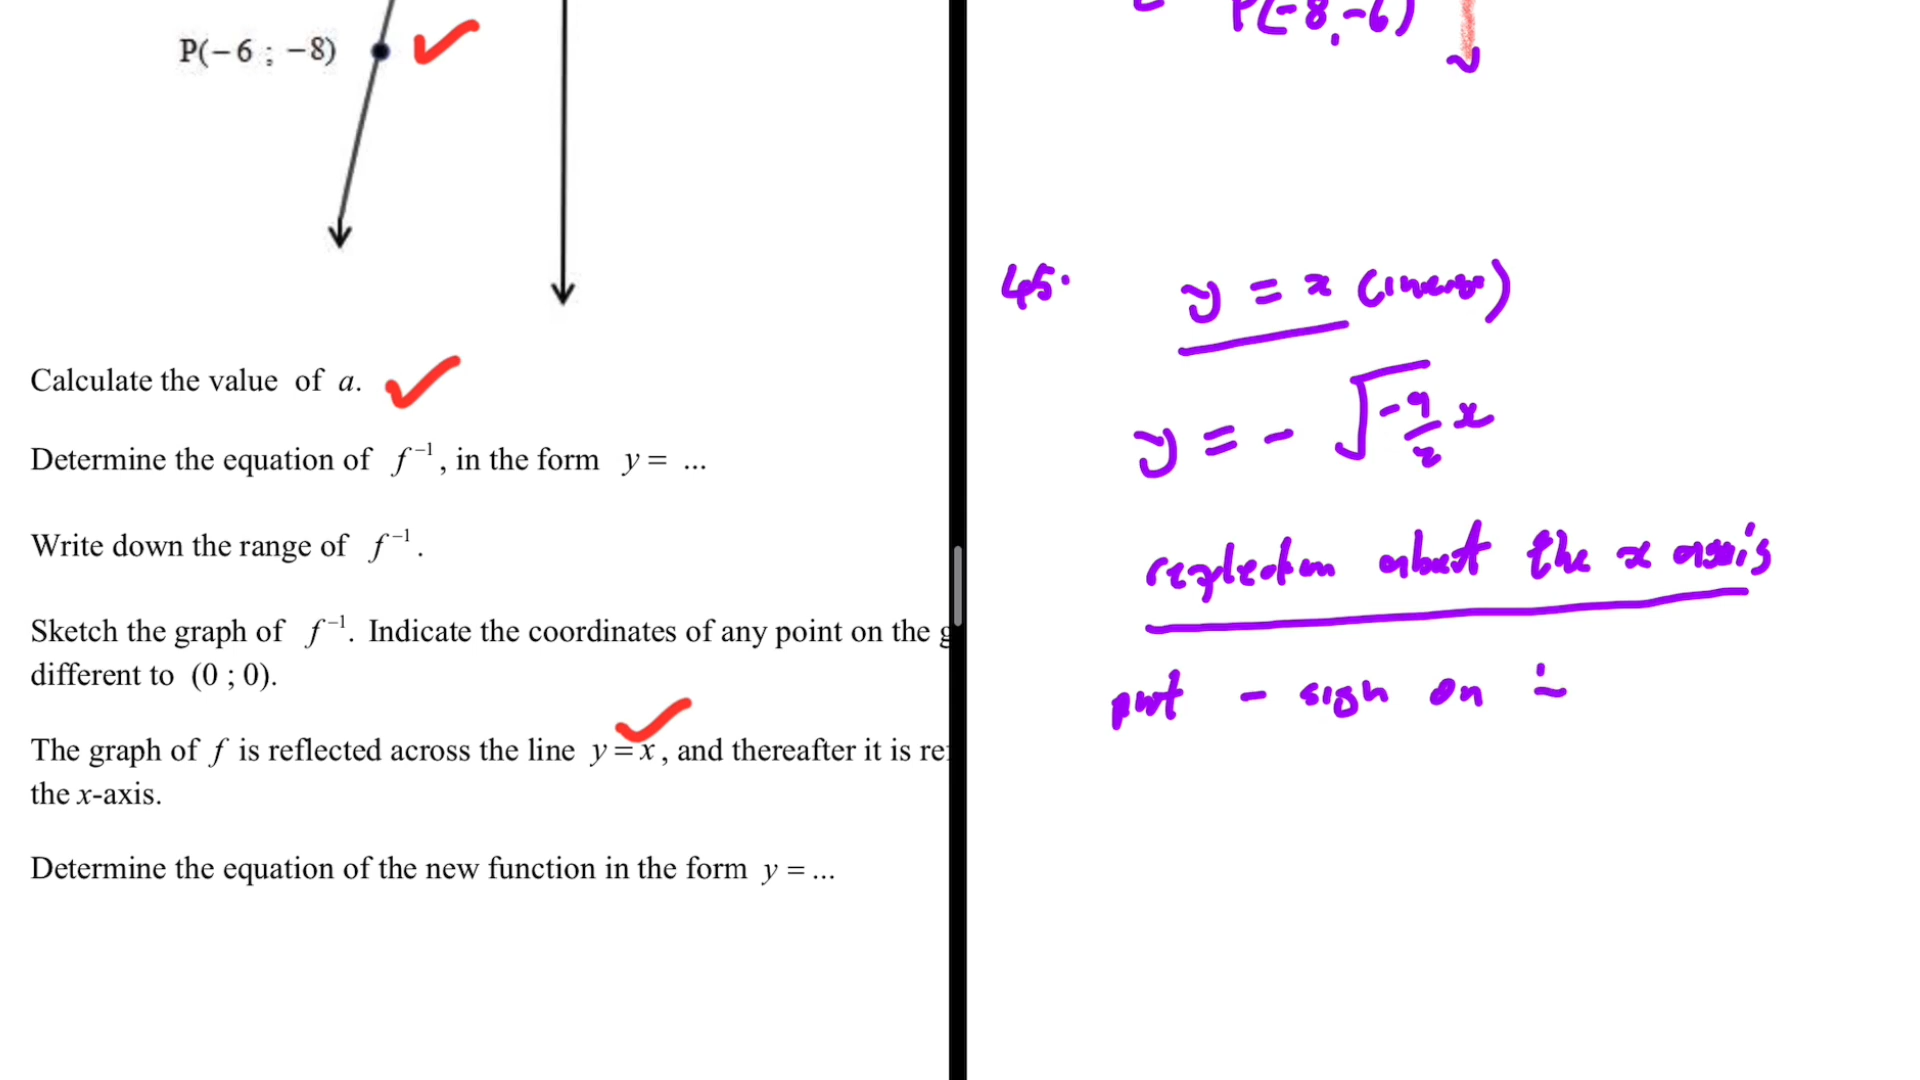 P(−6 ; −8)
Calculate the value of a.
Determine the equation of f⁻¹, in the form y = ...
Write down the range of f⁻¹.
Sketch the graph of f⁻¹. Indicate the coordinates of any point on the g
different to (0 ; 0).
The graph of f is reflected across the line y = x, and thereafter it is re
the x-axis.
Determine the equation of the new function in the form y = ...
P(-8,-6)
45. y = x
y = - √(-9/2 x)
reflection about the x axis
put - sign on